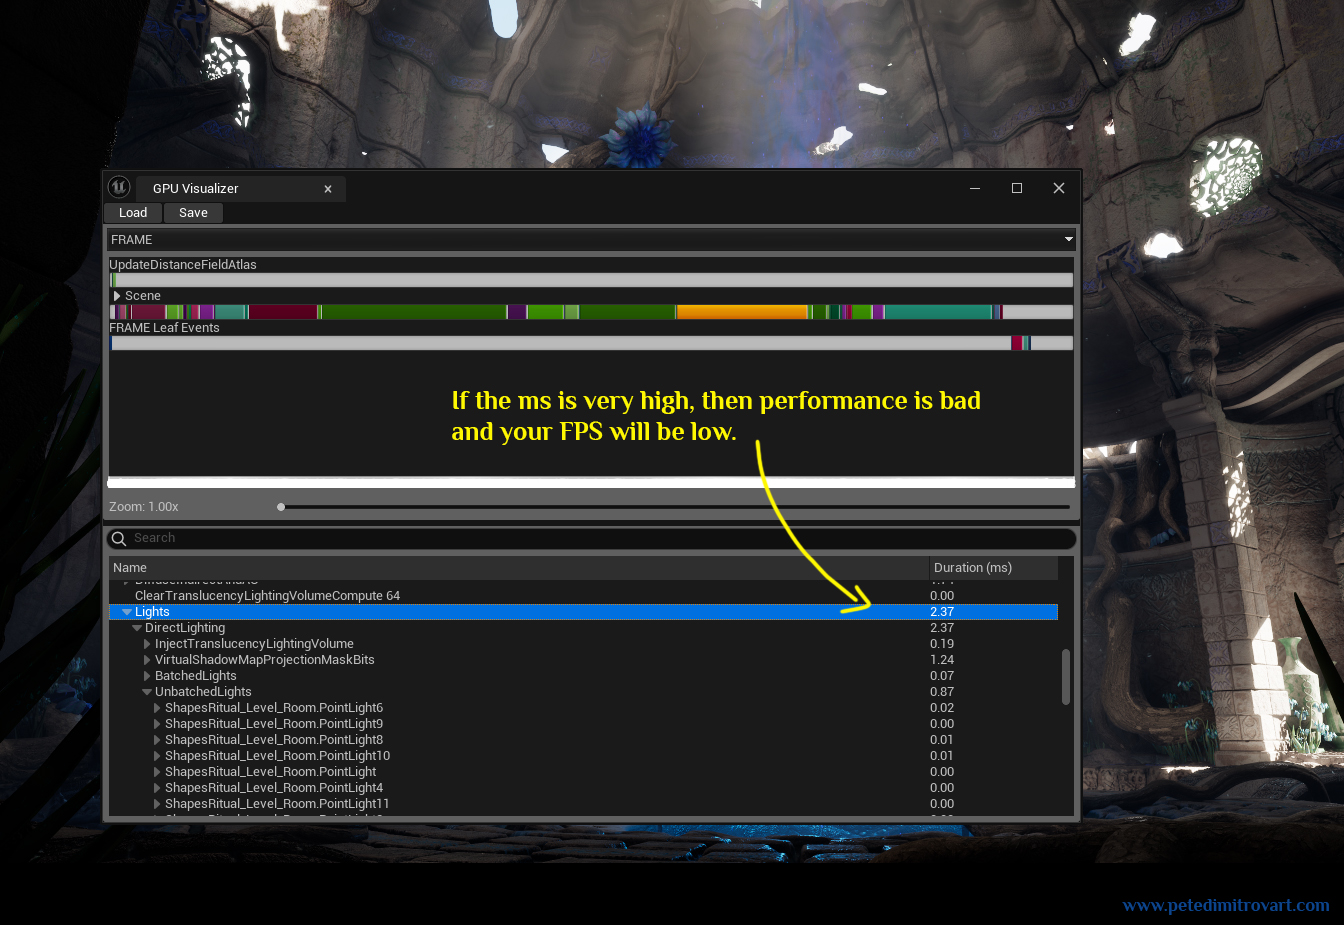 GPU Visualizer
Load Save
FRAME
UpdateDistanceFieldAtlas
Scene
FRAME Leaf Events
If the ms is very high, then performance is bad
and your FPS will be low.
Zoom: 1.00x
Search
Name Duration (ms)
ClearTranslucencyLightingVolumeCompute 64 0.00
Lights 2.37
DirectLighting 2.37
InjectTranslucencyLightingVolume 0.19
VirtualShadowMapProjectionMaskBits 1.24
BatchedLights 0.07
UnbatchedLights 0.87
ShapesRitual_Level_Room.PointLight6 0.02
ShapesRitual_Level_Room.PointLight9 0.00
ShapesRitual_Level_Room.PointLight8 0.01
ShapesRitual_Level_Room.PointLight10 0.01
ShapesRitual_Level_Room.PointLight 0.00
ShapesRitual_Level_Room.PointLight4 0.00
ShapesRitual_Level_Room.PointLight11 0.00
www.petedimitrovart.com